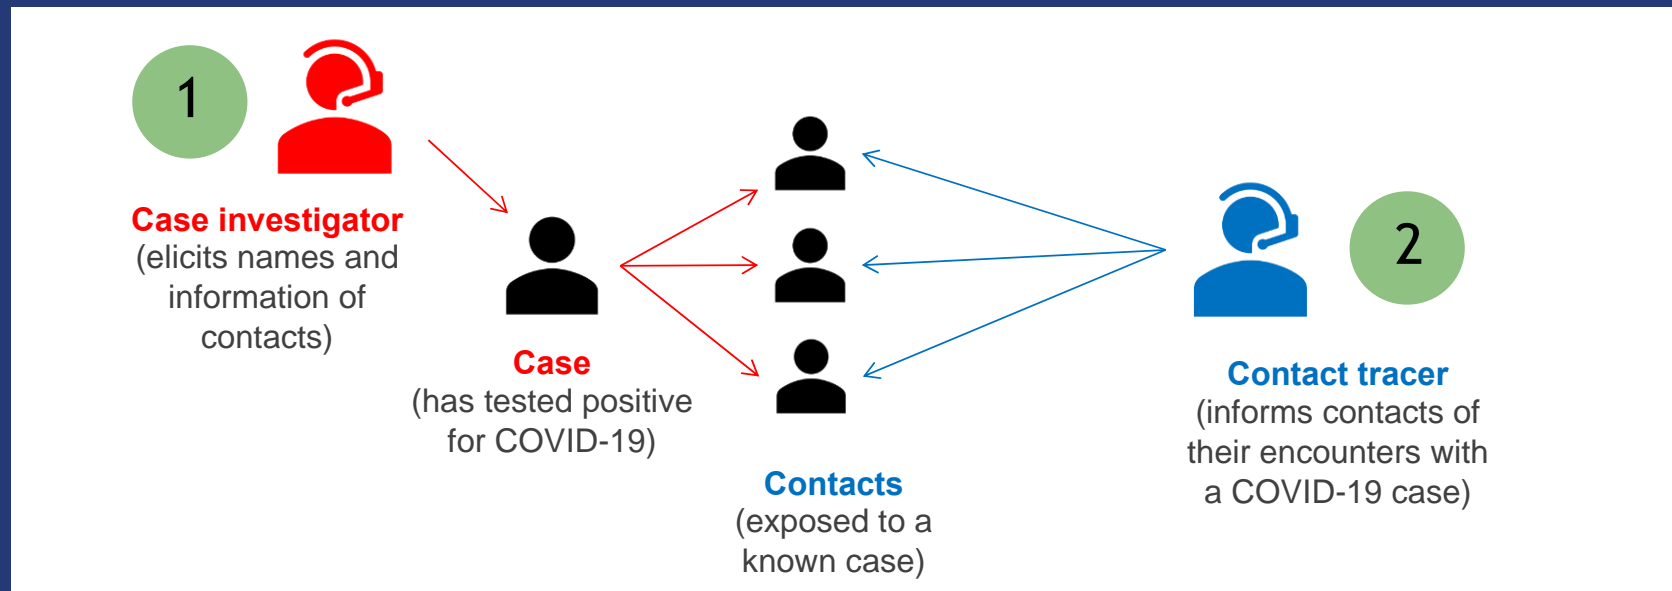 1
Case investigator
(elicits names and
information of
contacts)
Case
(has tested positive
for COVID-19)
Contacts
(exposed to a
known case)
2
Contact tracer
(informs contacts of
their encounters with
a COVID-19 case)